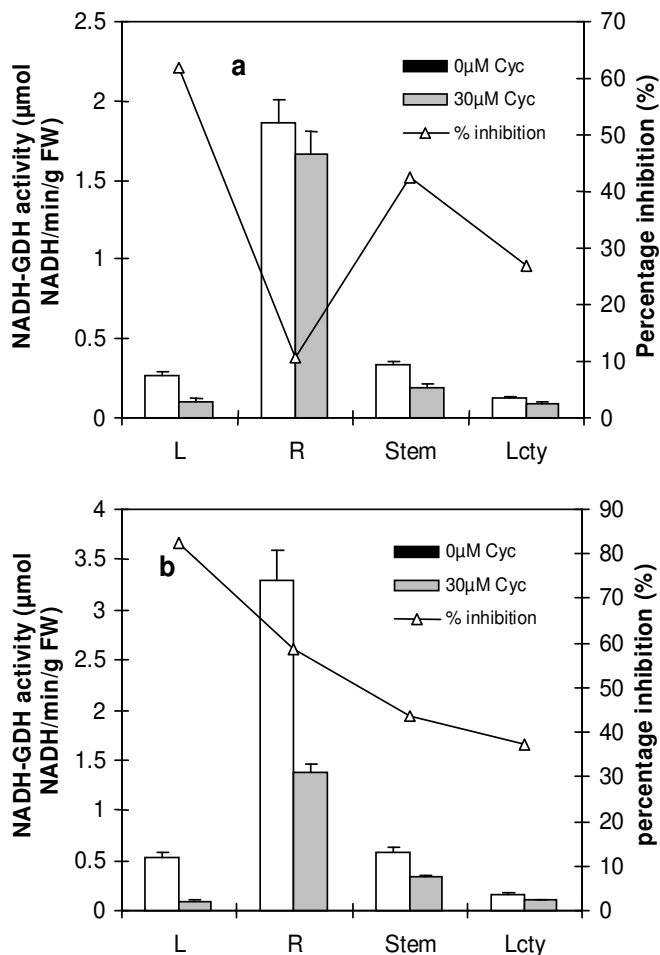 NADH-GDH activity (µmol
NADH/min/g FW)
2.5
2
1.5
1
0.5
0
a
0µM Cyc
30µM Cyc
% inhibition
70
60
50
40
30
20
10
0
Percentage inhibition (%)
L R Stem Lcty
NADH-GDH activity (µmol
NADH/min/g FW)
4
3.5
3
2.5
2
1.5
1
0.5
0
b
0µM Cyc
30µM Cyc
% inhibition
90
80
70
60
50
40
30
20
10
0
percentage inhibition (%)
L R Stem Lcty